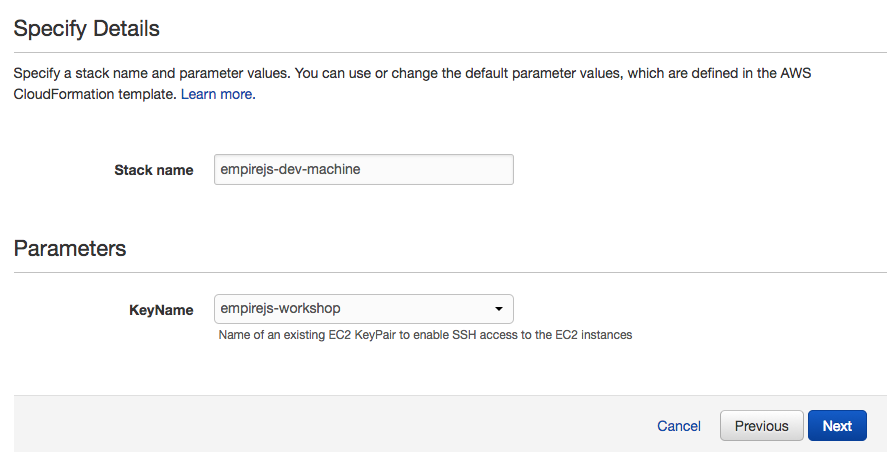 Specify Details
Specify a stack name and parameter values. You can use or change the default parameter values, which are defined in the AWS
CloudFormation template. Learn more.
Stack name empirejs-dev-machine
Parameters
KeyName empirejs-workshop
Name of an existing EC2 KeyPair to enable SSH access to the EC2 instances
Cancel Previous Next